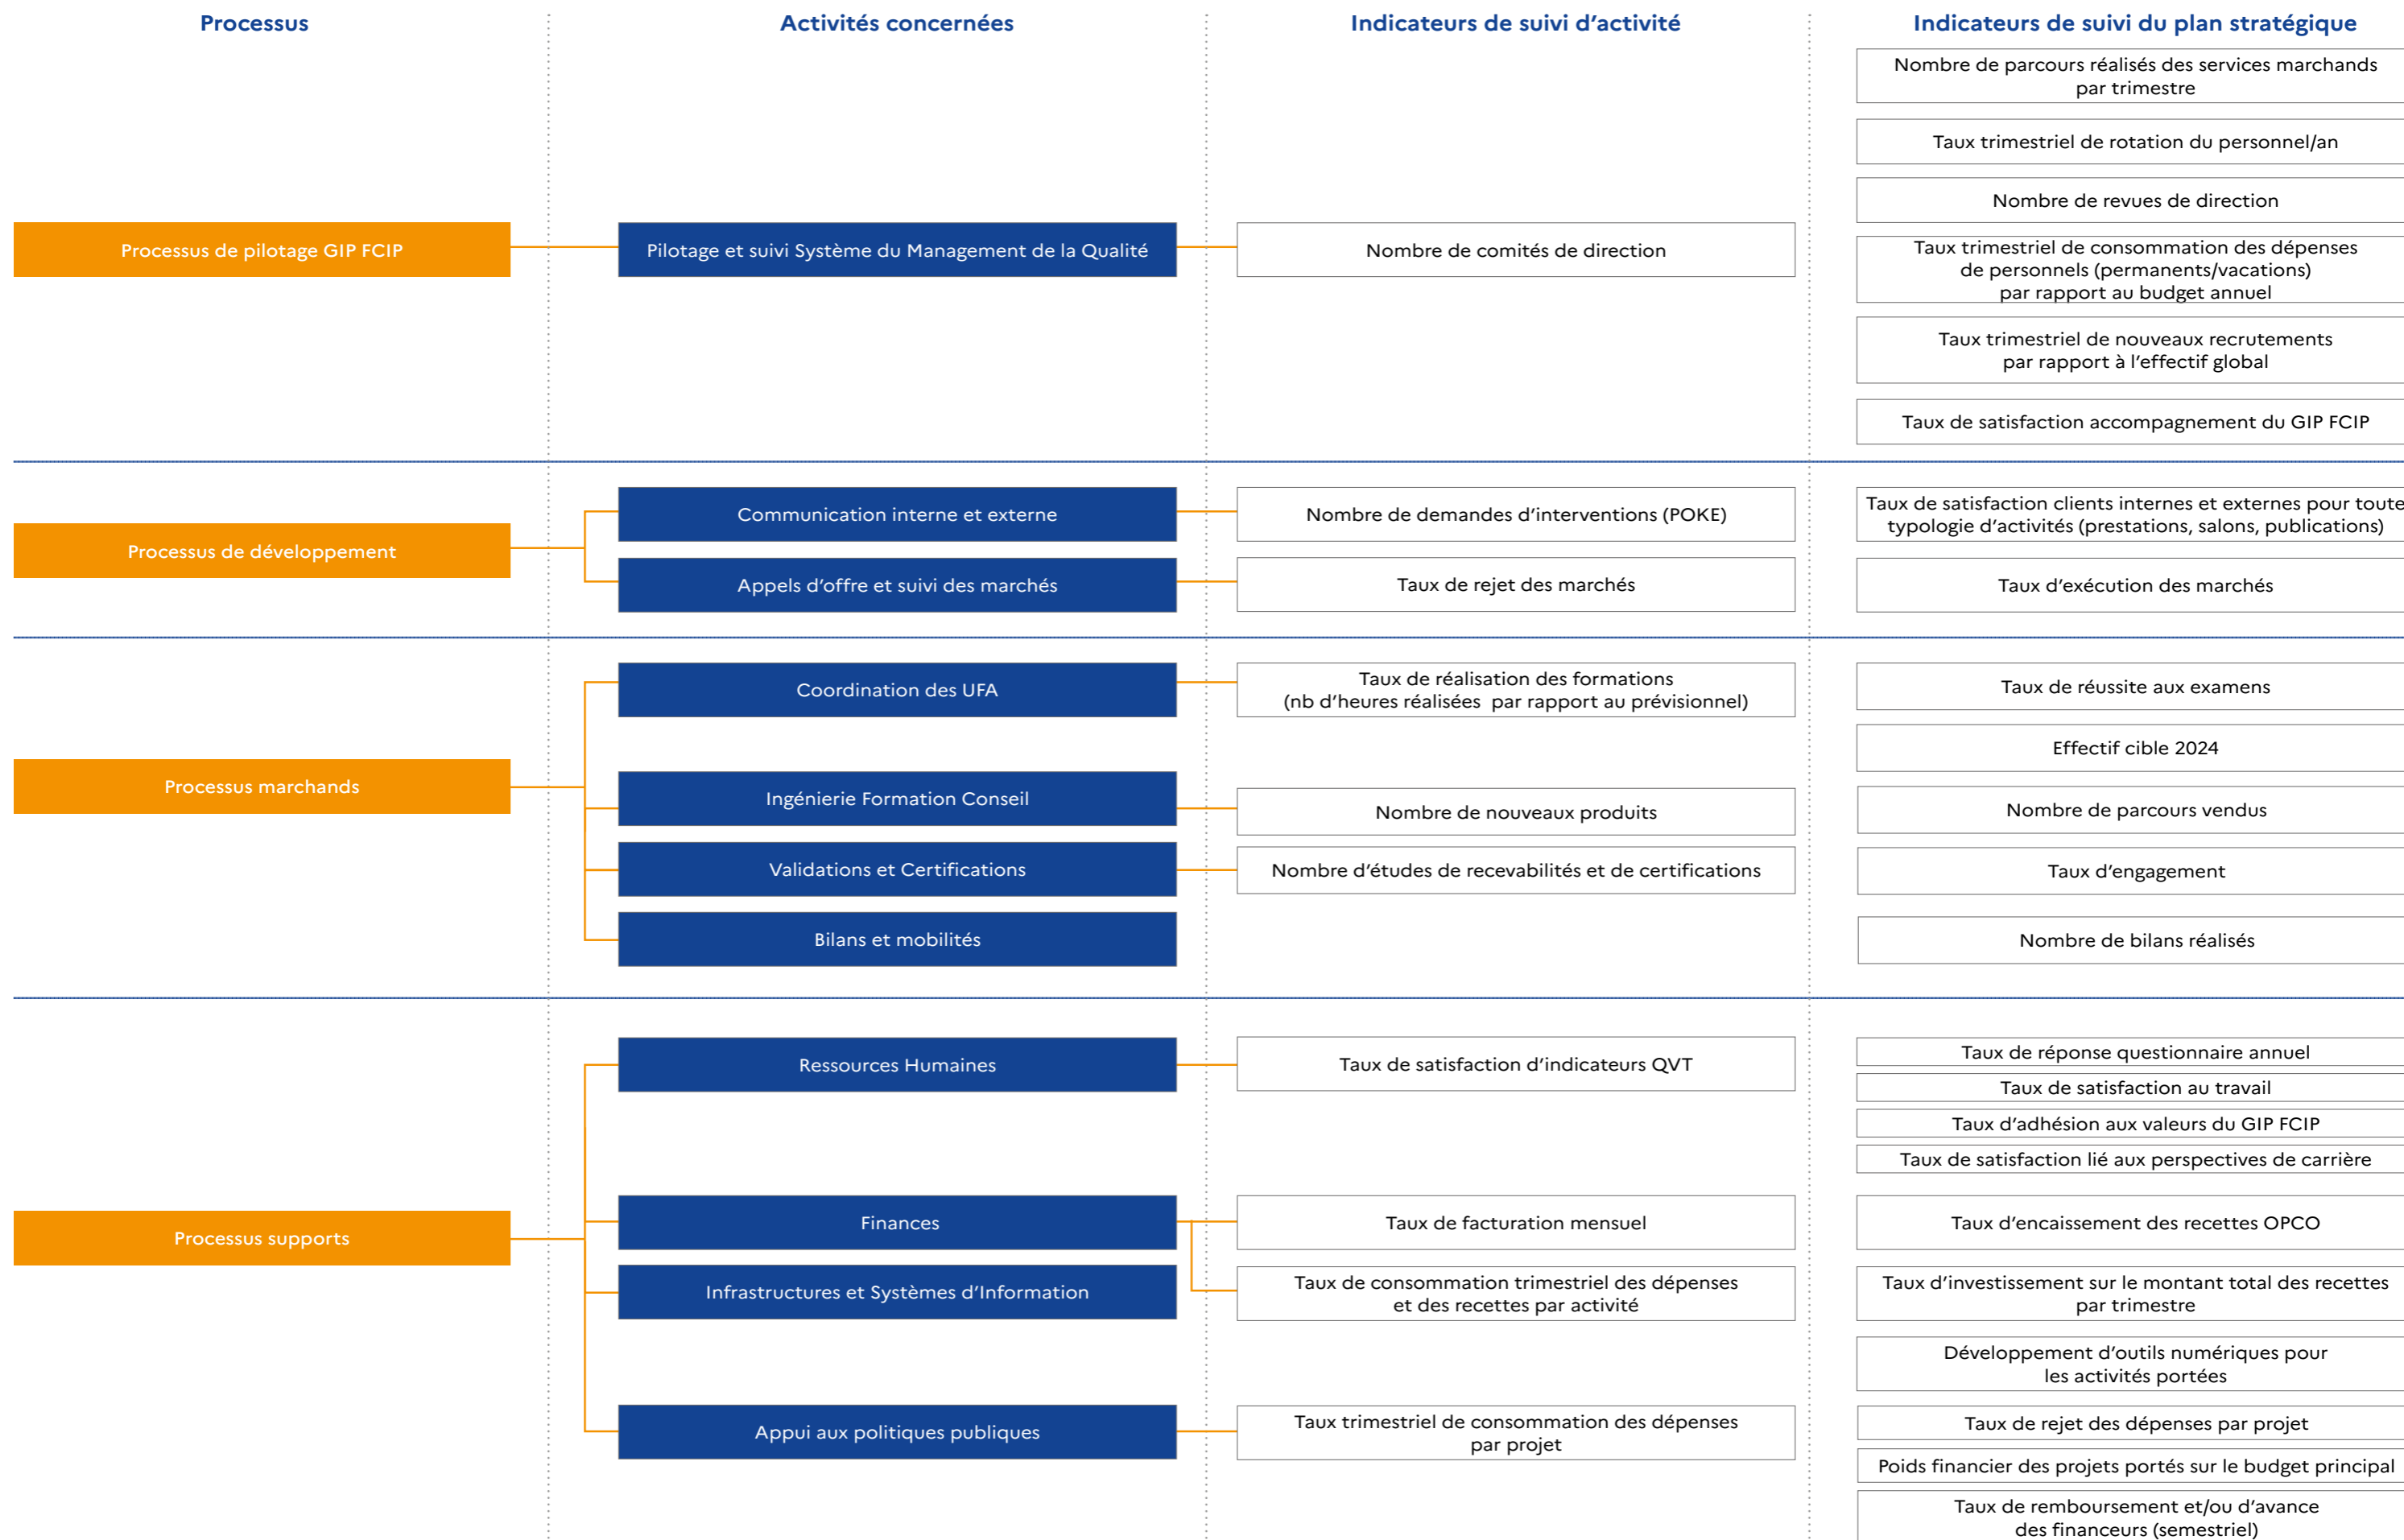 Processus
Activités concernées
Indicateurs de suivi d’activité
Indicateurs de suivi du plan stratégique
Processus de pilotage GIP FCIP
Pilotage et suivi Système du Management de la Qualité
Nombre de comités de direction
Nombre de parcours réalisés des services marchands
par trimestre
Taux trimestriel de rotation du personnel/an
Nombre de revues de direction
Taux trimestriel de consommation des dépenses
de personnels (permanents/vacations)
par rapport au budget annuel
Taux trimestriel de nouveaux recrutements
par rapport à l’effectif global
Taux de satisfaction accompagnement du GIP FCIP
Processus de développement
Communication interne et externe
Nombre de demandes d’interventions (POKE)
Taux de satisfaction clients internes et externes pour toute
typologie d’activités (prestations, salons, publications)
Appels d’offre et suivi des marchés
Taux de rejet des marchés
Taux d’exécution des marchés
Processus marchands
Coordination des UFA
Taux de réalisation des formations
(nb d’heures réalisées par rapport au prévisionnel)
Taux de réussite aux examens
Effectif cible 2024
Ingénierie Formation Conseil
Nombre de nouveaux produits
Nombre de parcours vendus
Validations et Certifications
Nombre d’études de recevabilités et de certifications
Taux d’engagement
Bilans et mobilités
Nombre de bilans réalisés
Processus supports
Ressources Humaines
Taux de satisfaction d’indicateurs QVT
Taux de réponse questionnaire annuel
Taux de satisfaction au travail
Taux d’adhésion aux valeurs du GIP FCIP
Taux de satisfaction lié aux perspectives de carrière
Finances
Taux de facturation mensuel
Taux d’encaissement des recettes OPCO
Infrastructures et Systèmes d’Information
Taux de consommation trimestriel des dépenses
et des recettes par activité
Taux d’investissement sur le montant total des recettes
par trimestre
Développement d’outils numériques pour
les activités portées
Appui aux politiques publiques
Taux trimestriel de consommation des dépenses
par projet
Taux de rejet des dépenses par projet
Poids financier des projets portés sur le budget principal
Taux de remboursement et/ou d’avance
des financeurs (semestriel)